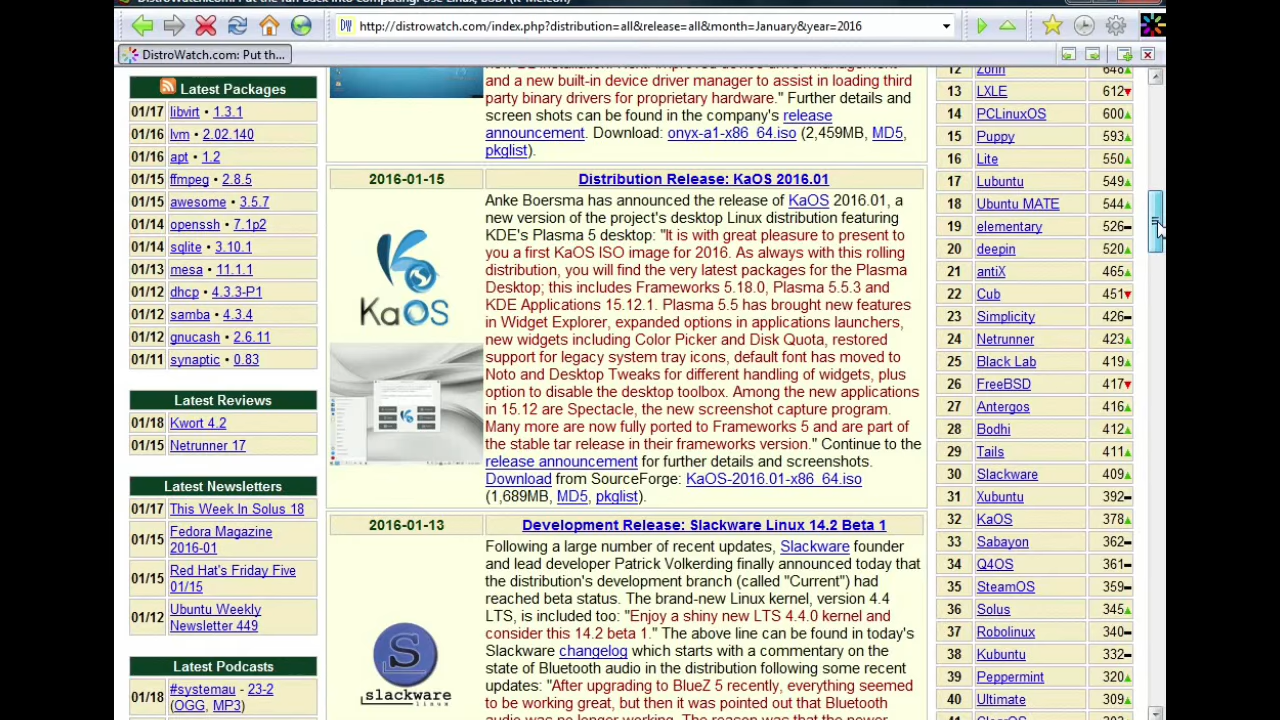 DistroWatch.com: Put the fun back into computing. Use Linux, BSD. (K-Meleon)
http://distrowatch.com/index.php?distribution=all&release=all&month=January&year=2016
DistroWatch.com: Put th...
Latest Packages
01/17 libvirt • 1.3.1
01/16 lvm • 2.02.140
01/16 apt • 1.2
01/15 ffmpeg • 2.8.5
01/15 awesome • 3.5.7
01/14 openssh • 7.1p2
01/14 sqlite • 3.10.1
01/13 mesa • 11.1.1
01/12 dhcp • 4.3.3-P1
01/12 samba • 4.3.4
01/12 gnucash • 2.6.11
01/11 synaptic • 0.83
Latest Reviews
01/18 Kwort 4.2
01/15 Netrunner 17
Latest Newsletters
01/17 This Week In Solus 18
01/15 Fedora Magazine
2016-01
01/15 Red Hat's Friday Five
01/15
01/12 Ubuntu Weekly
Newsletter 449
Latest Podcasts
01/18 #systemau - 23-2
(OGG, MP3)
and a new built-in device driver manager to assist in loading third
party binary drivers for proprietary hardware." Further details and
screen shots can be found in the company's release
announcement. Download: onyx-a1-x86_64.iso (2,459MB, MD5,
pkglist).
2016-01-15 Distribution Release: KaOS 2016.01
KaOS
Anke Boersma has announced the release of KaOS 2016.01, a
new version of the project's desktop Linux distribution featuring
KDE's Plasma 5 desktop: "It is with great pleasure to present to
you a first KaOS ISO image for 2016. As always with this rolling
distribution, you will find the very latest packages for the Plasma
Desktop; this includes Frameworks 5.18.0, Plasma 5.5.3 and
KDE Applications 15.12.1. Plasma 5.5 has brought new features
in Widget Explorer, expanded options in applications launchers,
new widgets including Color Picker and Disk Quota, restored
support for legacy system tray icons, default font has moved to
Noto and Desktop Tweaks for different handling of widgets, plus
option to disable the desktop toolbox. Among the new applications
in 15.12 are Spectacle, the new screenshot capture program.
Many more are now fully ported to Frameworks 5 and are part of
the stable tar release in their frameworks version." Continue to the
release announcement for further details and screenshots.
Download from SourceForge: KaOS-2016.01-x86_64.iso
(1,689MB, MD5, pkglist).
2016-01-13 Development Release: Slackware Linux 14.2 Beta 1
slackware
Following a large number of recent updates, Slackware founder
and lead developer Patrick Volkerding finally announced today that
the distribution's development branch (called "Current") had
reached beta status. The brand-new Linux kernel, version 4.4
LTS, is included too: "Enjoy a shiny new LTS 4.4.0 kernel and
consider this 14.2 beta 1." The above line can be found in today's
Slackware changelog which starts with a commentary on the
state of Bluetooth audio in the distribution following some recent
updates: "After upgrading to BlueZ 5 recently, everything seemed
to be working great, but then it was pointed out that Bluetooth
audio was no longer working. The reason was that the newer
12 Zorin 648
13 LXLE 612
14 PCLinuxOS 600
15 Puppy 593
16 Lite 550
17 Lubuntu 549
18 Ubuntu MATE 544
19 elementary 526
20 deepin 520
21 antiX 465
22 Cub 451
23 Simplicity 426
24 Netrunner 423
25 Black Lab 419
26 FreeBSD 417
27 Antergos 416
28 Bodhi 412
29 Tails 411
30 Slackware 409
31 Xubuntu 392
32 KaOS 378
33 Sabayon 362
34 Q4OS 361
35 SteamOS 359
36 Solus 345
37 Robolinux 340
38 Kubuntu 332
39 Peppermint 320
40 Ultimate 309